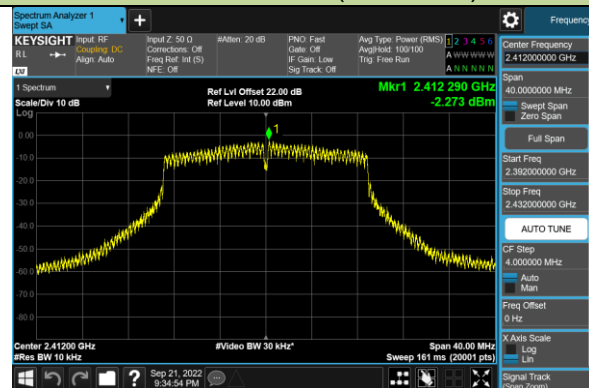 Spectrum Analyzer 1
Swept SA
+
Frequency
KEYSIGHT
RL
Input: RF
Coupling: DC
Align: Auto
Input Z: 50 Ω
Corrections: Off
Freq Ref: Int (S)
NFE: Off
#Atten: 20 dB
PNO: Fast
Gate: Off
IF Gain: Low
Sig Track: Off
Avg Type: Power (RMS)
Avg|Hold: 100/100
Trig: Free Run
1 2 3 4 5 6
A W W W W W
A N N N N N
1 Spectrum
Scale/Div 10 dB
Log
Ref Lvl Offset 22.00 dB
Ref Level 10.00 dBm
Mkr1 2.412 290 GHz
-2.273 dBm
1
0.00
-10.0
-20.0
-30.0
-40.0
-50.0
-60.0
-70.0
-80.0
Center 2.41200 GHz
#Res BW 10 kHz
#Video BW 30 kHz*
Span 40.00 MHz
Sweep 161 ms (20001 pts)
Center Frequency
2.412000000 GHz
Span
40.0000000 MHz
Swept Span
Zero Span
Full Span
Start Freq
2.392000000 GHz
Stop Freq
2.432000000 GHz
AUTO TUNE
CF Step
4.000000 MHz
Auto
Man
Freq Offset
0 Hz
X Axis Scale
Log
Lin
Signal Track
(Span Zoom)
?
Sep 21, 2022
9:34:54 PM